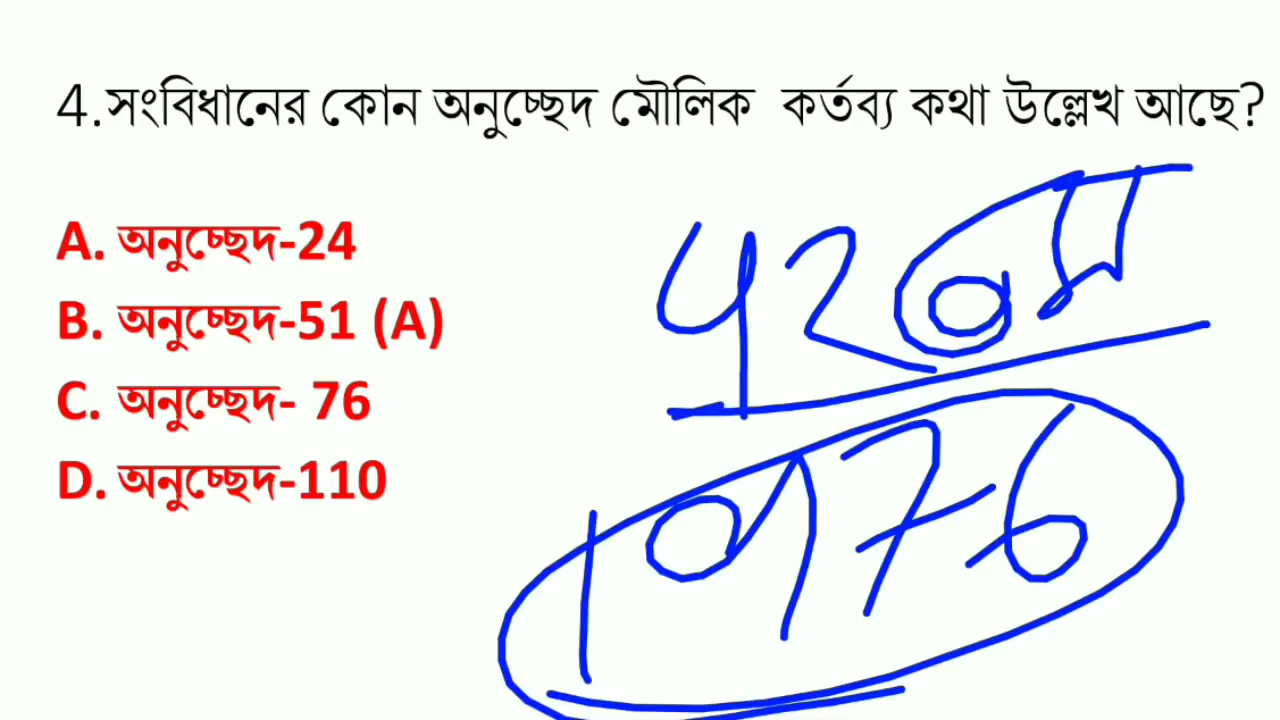 4.সংবিধানের কোন অনুচ্ছেদ মৌলিক কর্তব্য কথা উল্লেখ আছে?
A. অনুচ্ছেদ-24
B. অনুচ্ছেদ-51 (A)
C. অনুচ্ছেদ- 76
D. অনুচ্ছেদ-110
42তম
1976